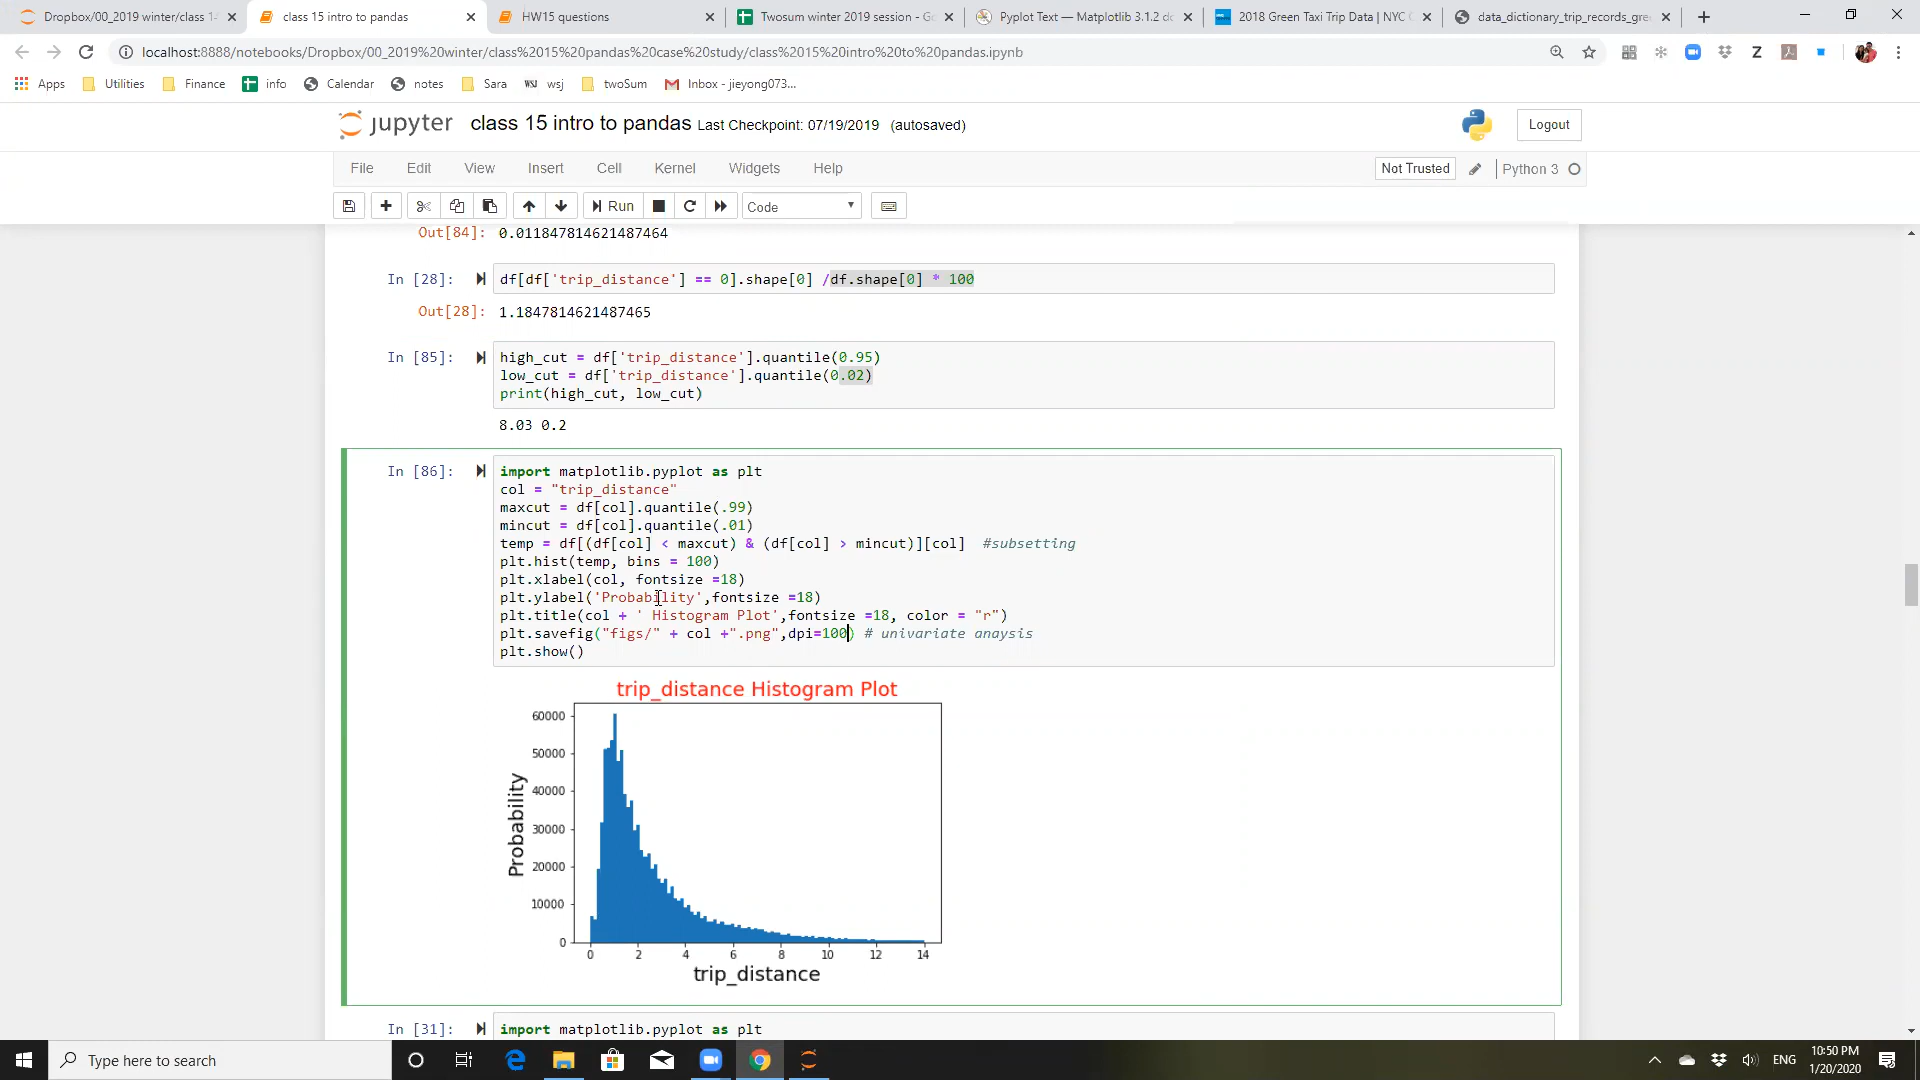 Dropbox/00_2019 winter/class 1
class 15 intro to pandas
HW15 questions
Twosum winter 2019 session - Go
Pyplot Text — Matplotlib 3.1.2 do
2018 Green Taxi Trip Data | NYC
data_dictionary_trip_records_gre
localhost:8888/notebooks/Dropbox/00_2019%20winter/class%2015%20pandas%20case%20study/class%2015%20intro%20to%20pandas.ipynb
Apps Utilities Finance info Calendar notes Sara WSJ wsj twoSum Inbox - jieyong073...
jupyter class 15 intro to pandas Last Checkpoint: 07/19/2019 (autosaved)
Logout
File Edit View Insert Cell Kernel Widgets Help
Not Trusted Python 3
Run Code
Out[84]: 0.011847814621487464
In [28]: df[df['trip_distance'] == 0].shape[0] /df.shape[0] * 100
Out[28]: 1.1847814621487465
In [85]: high_cut = df['trip_distance'].quantile(0.95)
low_cut = df['trip_distance'].quantile(0.02)
print(high_cut, low_cut)
8.03 0.2
In [86]: import matplotlib.pyplot as plt
col = "trip_distance"
maxcut = df[col].quantile(.99)
mincut = df[col].quantile(.01)
temp = df[(df[col] < maxcut) & (df[col] > mincut)][col] #subsetting
plt.hist(temp, bins = 100)
plt.xlabel(col, fontsize =18)
plt.ylabel('Probability',fontsize =18)
plt.title(col + ' Histogram Plot',fontsize =18, color = "r")
plt.savefig("figs/" + col +".png",dpi=100) # univariate anaysis
plt.show()
trip_distance Histogram Plot
60000
50000
40000
30000
20000
10000
0
Probability
0 2 4 6 8 10 12 14
trip_distance
In [31]: import matplotlib.pyplot as plt
Type here to search
ENG
10:50 PM
1/20/2020